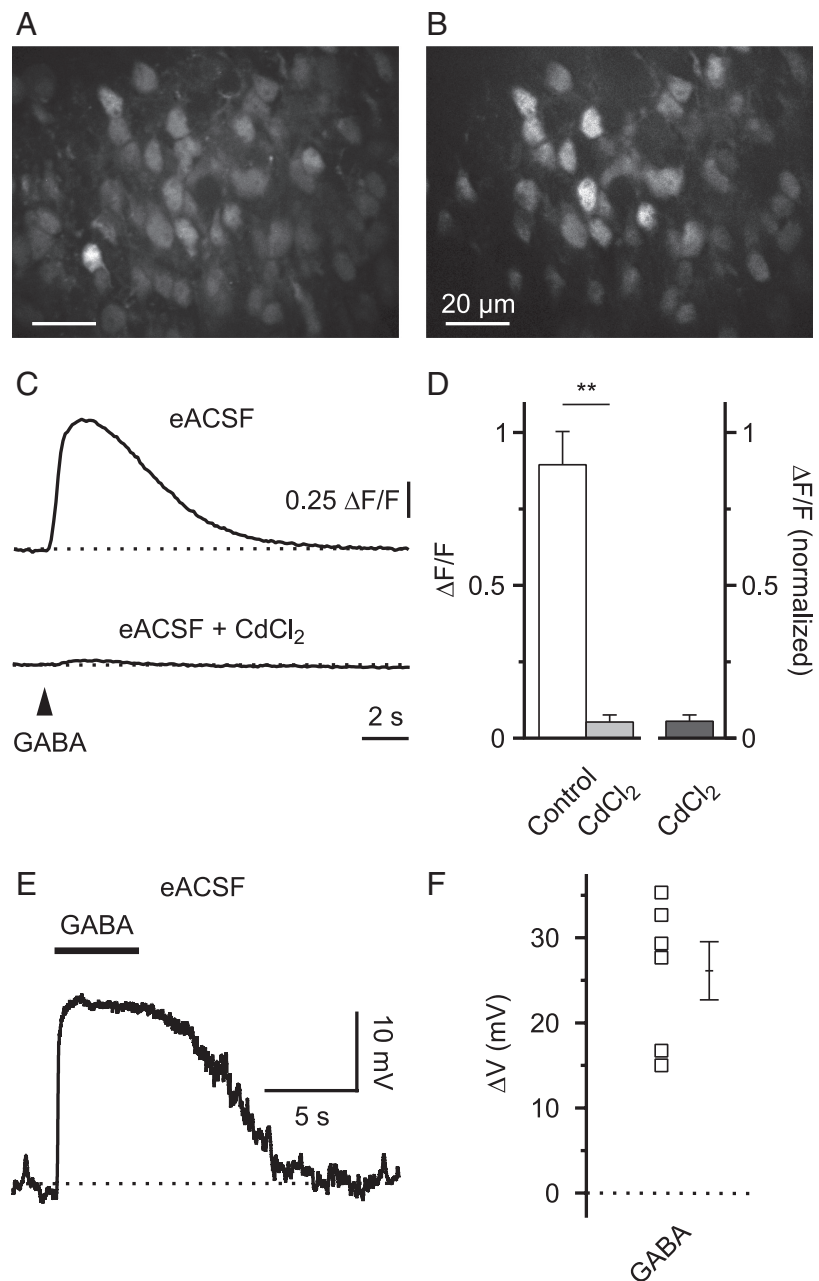 A
B
20 µm
C
eACSF
0.25 ΔF/F
eACSF + CdCl₂
GABA
2 s
D
**
1
0.5
0
ΔF/F
1
0.5
0
ΔF/F (normalized)
Control
CdCl₂
CdCl₂
E
eACSF
GABA
10 mV
5 s
F
30
20
10
0
ΔV (mV)
GABA